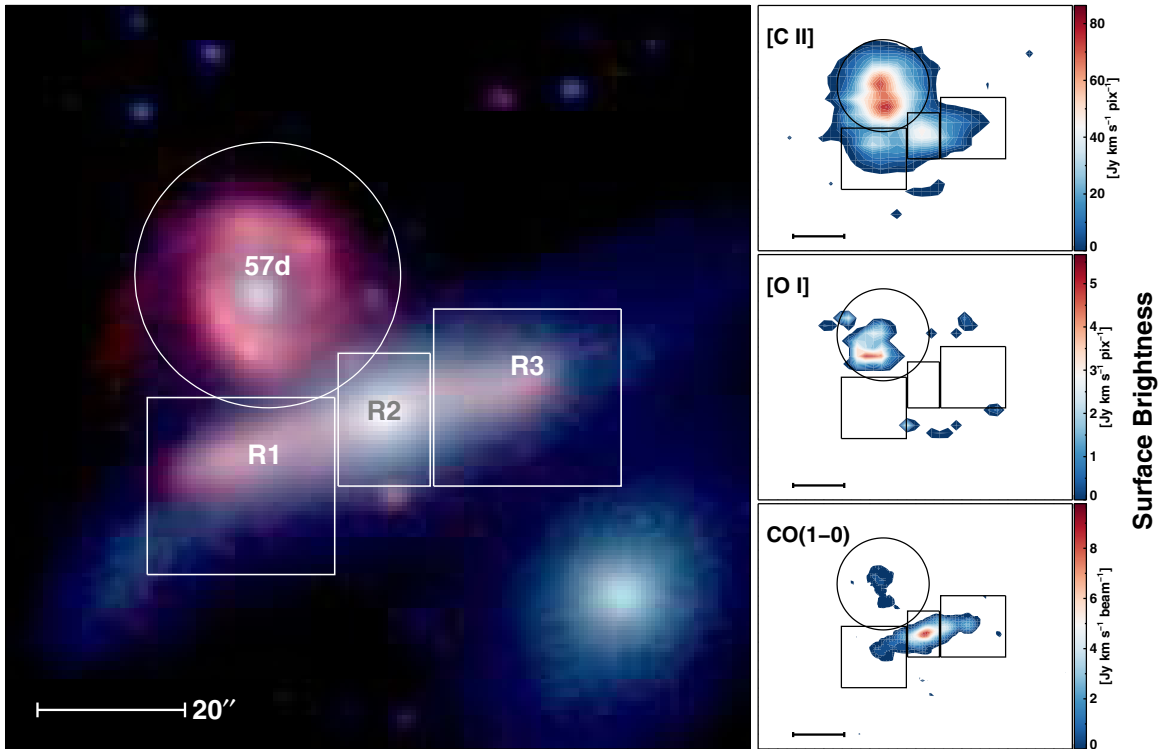 57d
R1
R2
R3
20″
[C II]
80
60
40
20
0
[Jy km s⁻¹ pix⁻¹]
[O I]
5
4
3
2
1
0
[Jy km s⁻¹ pix⁻¹]
CO(1−0)
8
6
4
2
0
[Jy km s⁻¹ beam⁻¹]
Surface Brightness